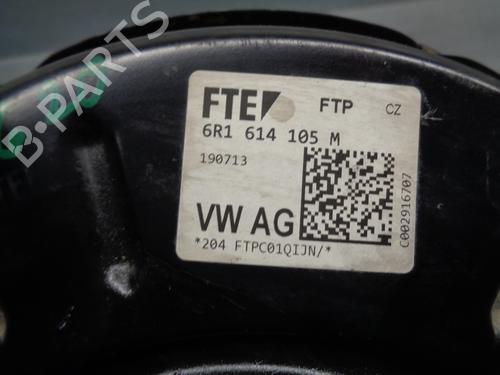 B-PARTS
FTE FTP CZ
6R1 614 105 M
190713
VW AG
*204 FTPC01QIJN/*
C002916707